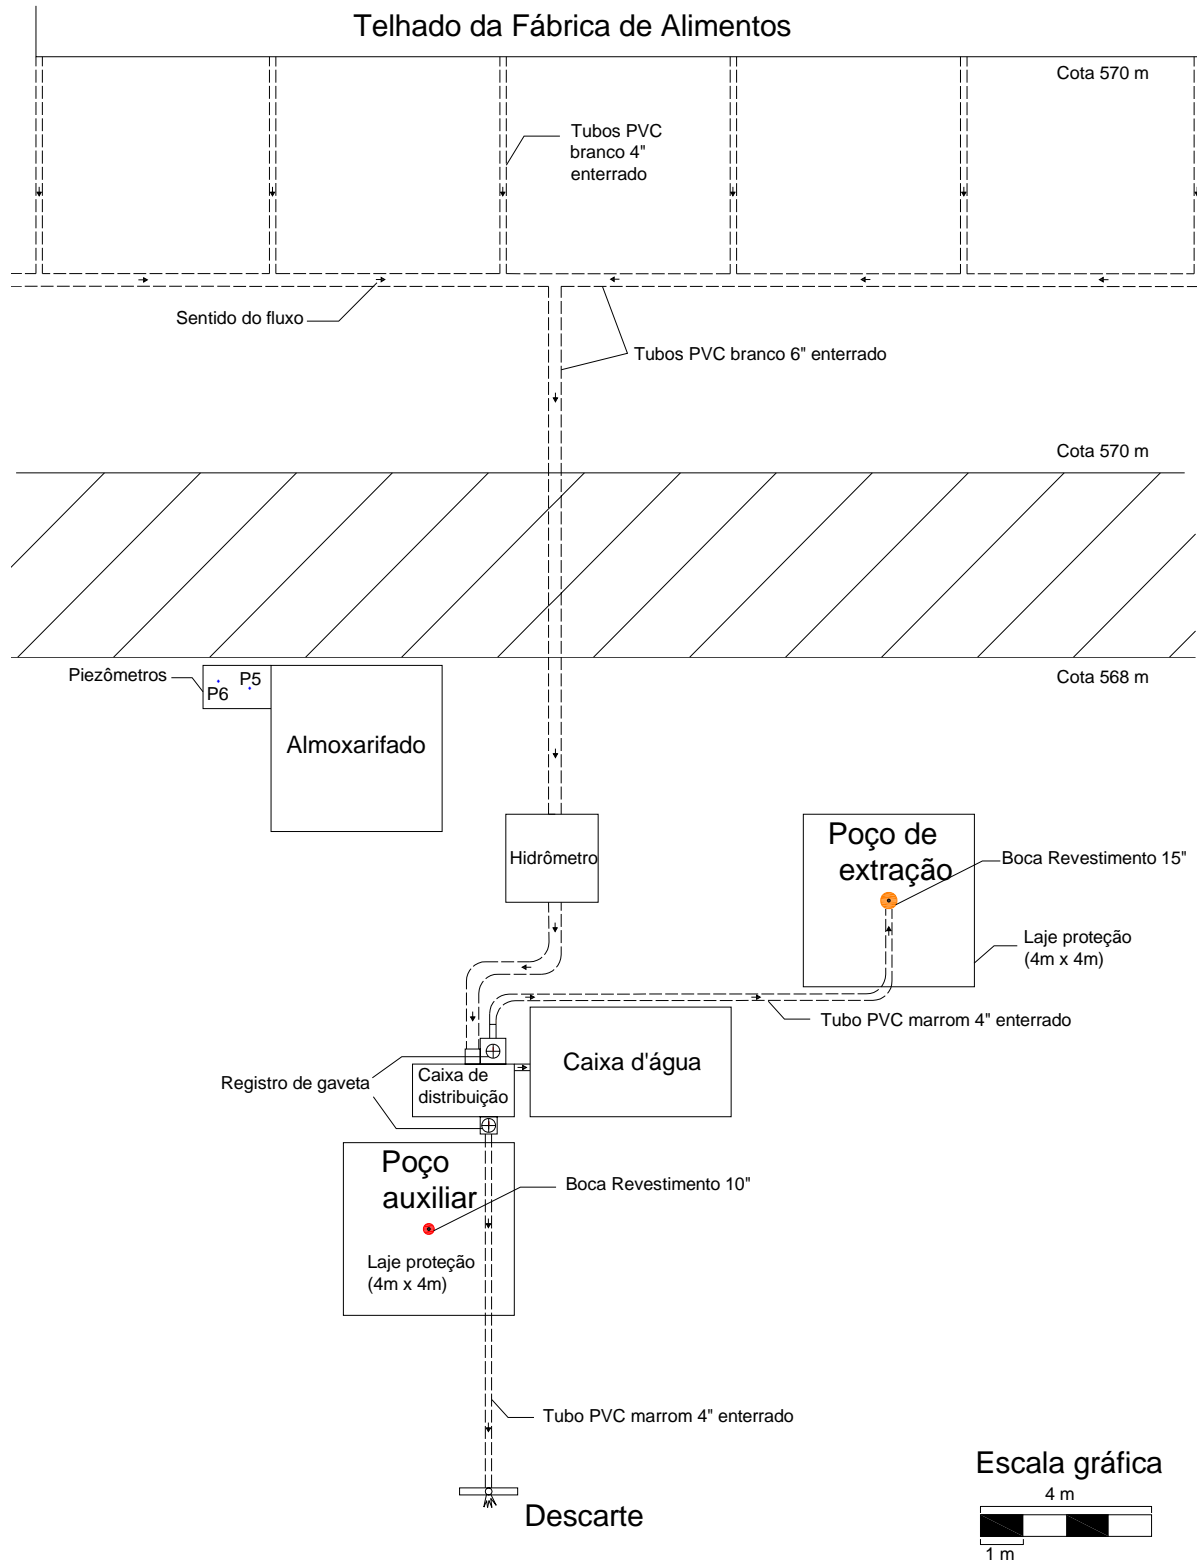 Telhado da Fábrica de Alimentos
Cota 570 m
Tubos PVC
branco 4"
enterrado
Sentido do fluxo
Tubos PVC branco 6" enterrado
Cota 570 m
Piezômetros
P6
P5
Cota 568 m
Almoxarifado
Hidrômetro
Poço de
extração
Boca Revestimento 15"
Laje proteção
(4m x 4m)
Tubo PVC marrom 4" enterrado
Caixa d'água
Registro de gaveta
Caixa de
distribuição
Poço
auxiliar
Boca Revestimento 10"
Laje proteção
(4m x 4m)
Tubo PVC marrom 4" enterrado
Descarte
Escala gráfica
4 m
1 m